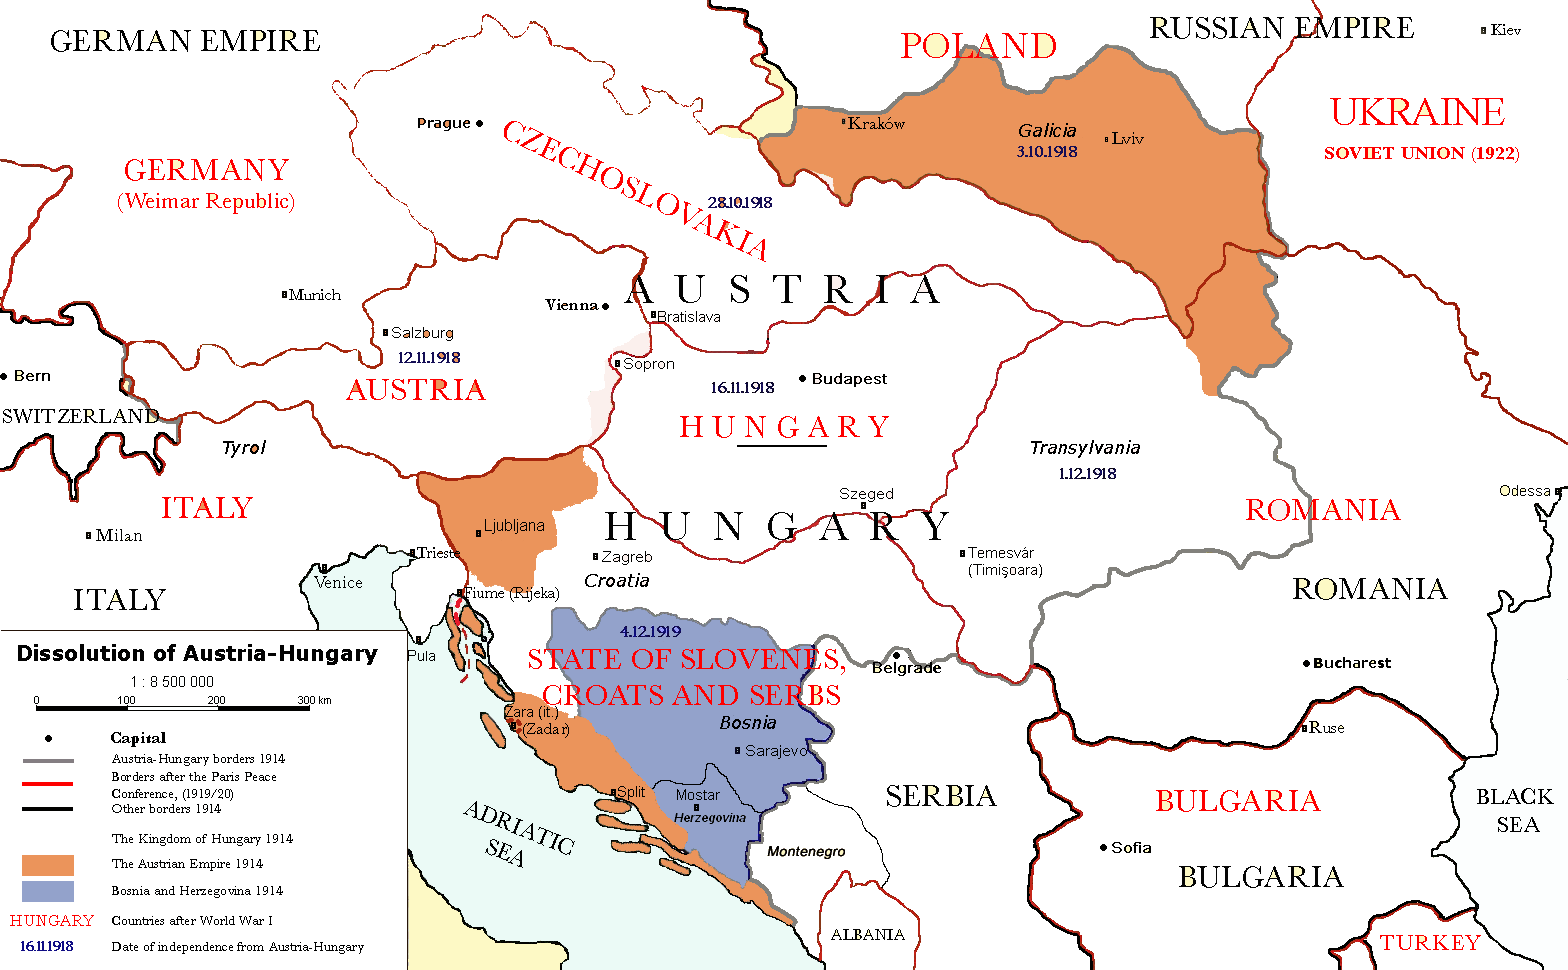 GERMAN EMPIRE
POLAND
RUSSIAN EMPIRE
Kiev
UKRAINE
SOVIET UNION (1922)
Prague
Kraków
Galicia
3.10.1918
Lviv
CZECHOSLOVAKIA
28.10.1918
GERMANY
(Weimar Republic)
Munich
Vienna
AUSTRIA
Bratislava
Salzburg
12.11.1918
AUSTRIA
Sopron
16.11.1918
Budapest
HUNGARY
Bern
SWITZERLAND
Tyrol
Transylvania
1.12.1918
ITALY
Milan
Szeged
HUNGARY
ROMANIA
Odessa
Ljubljana
Trieste
Zagreb
Croatia
Temesvár
(Timişoara)
Venice
Fiume (Rijeka)
ITALY
ROMANIA
4.12.1919
STATE OF SLOVENES,
CROATS AND SERBS
Pula
Belgrade
Bucharest
Zara (it.)
(Zadar)
Bosnia
Sarajevo
Ruse
Split
Mostar
Herzegovina
SERBIA
BULGARIA
BLACK
SEA
ADRIATIC
SEA
Montenegro
Sofia
BULGARIA
ALBANIA
TURKEY
Dissolution of Austria-Hungary
1 : 8 500 000
0 100 200 300 km
Capital
Austria-Hungary borders 1914
Borders after the Paris Peace
Conference, (1919/20)
Other borders 1914
The Kingdom of Hungary 1914
The Austrian Empire 1914
Bosnia and Herzegovina 1914
HUNGARY Countries after World War I
16.11.1918 Date of independence from Austria-Hungary